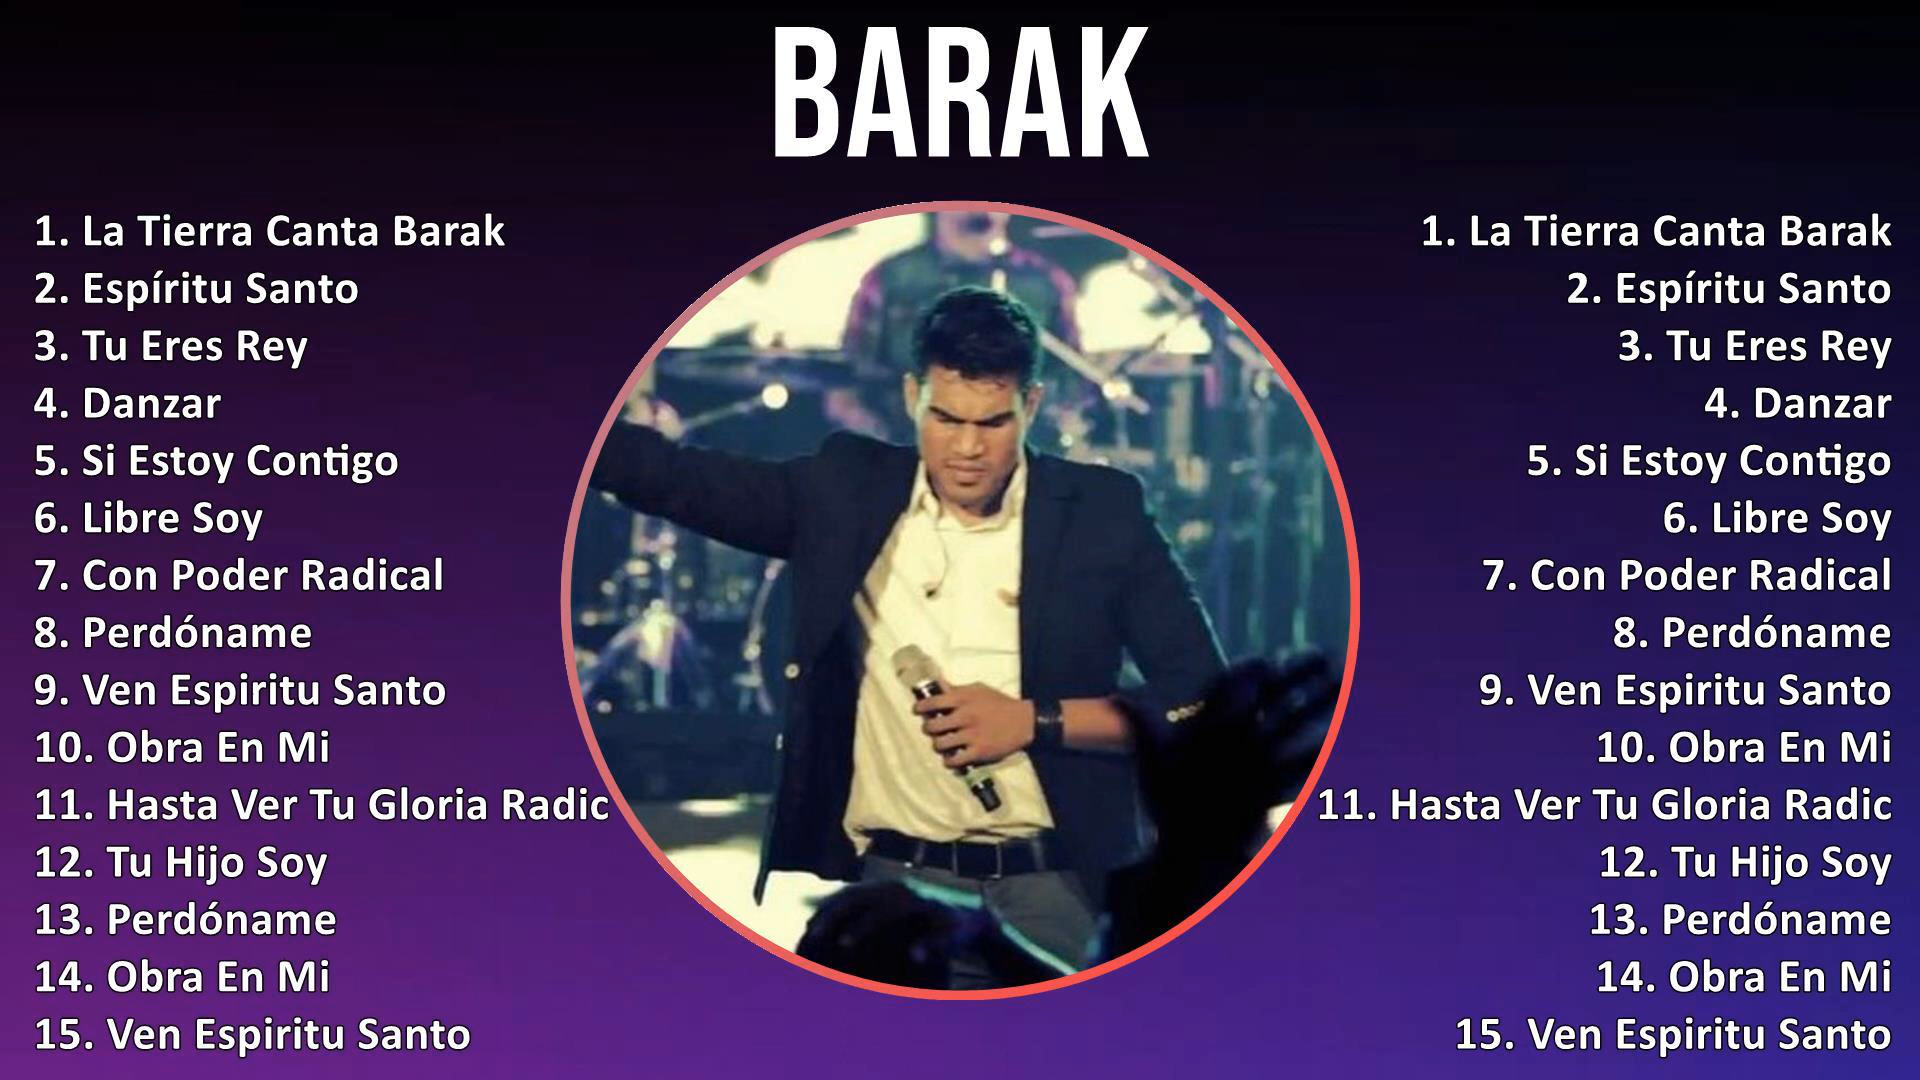 BARAK
1. La Tierra Canta Barak
2. Espíritu Santo
3. Tu Eres Rey
4. Danzar
5. Si Estoy Contigo
6. Libre Soy
7. Con Poder Radical
8. Perdóname
9. Ven Espiritu Santo
10. Obra En Mi
11. Hasta Ver Tu Gloria Radic
12. Tu Hijo Soy
13. Perdóname
14. Obra En Mi
15. Ven Espiritu Santo
1. La Tierra Canta Barak
2. Espíritu Santo
3. Tu Eres Rey
4. Danzar
5. Si Estoy Contigo
6. Libre Soy
7. Con Poder Radical
8. Perdóname
9. Ven Espiritu Santo
10. Obra En Mi
11. Hasta Ver Tu Gloria Radic
12. Tu Hijo Soy
13. Perdóname
14. Obra En Mi
15. Ven Espiritu Santo